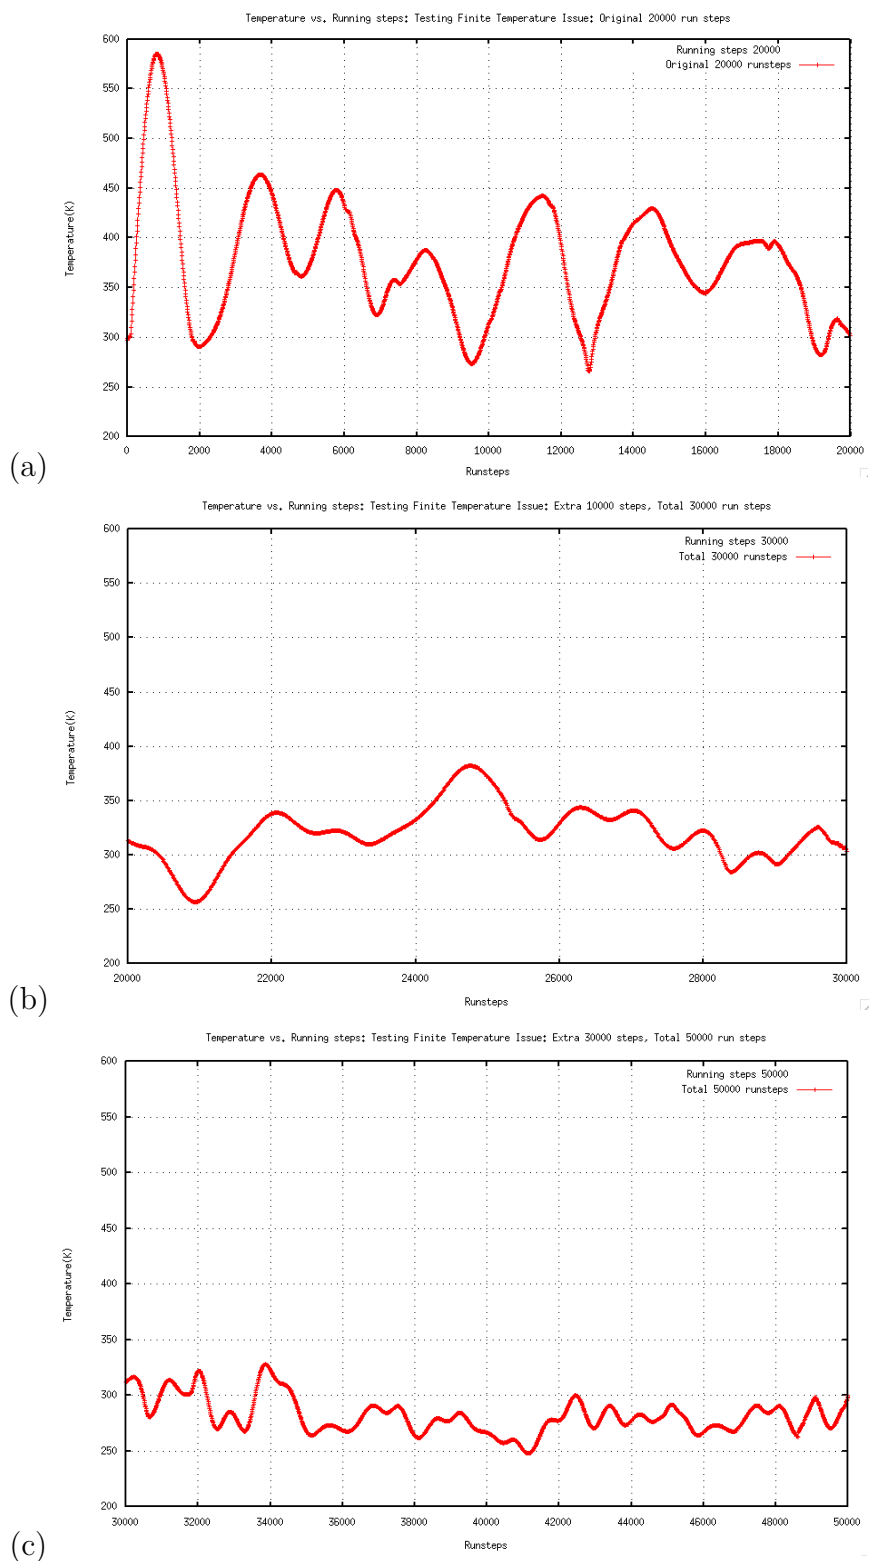 Temperature vs. Running steps: Testing Finite Temperature Issue: Original 20000 run steps
600
550
500
450
400
350
300
250
200
Temperature(K)
Running steps 20000
Original 20000 runsteps
0 2000 4000 6000 8000 10000 12000 14000 16000 18000 20000
Runsteps
(a)
Temperature vs. Running steps: Testing Finite Temperature Issue: Extra 10000 steps, Total 30000 run steps
600
550
500
450
400
350
300
250
200
Temperature(K)
Running steps 30000
Total 30000 runsteps
20000 22000 24000 26000 28000 30000
Runsteps
(b)
Temperature vs. Running steps: Testing Finite Temperature Issue: Extra 30000 steps, Total 50000 run steps
600
550
500
450
400
350
300
250
200
Temperature(K)
Running steps 50000
Total 50000 runsteps
30000 32000 34000 36000 38000 40000 42000 44000 46000 48000 50000
Runsteps
(c)